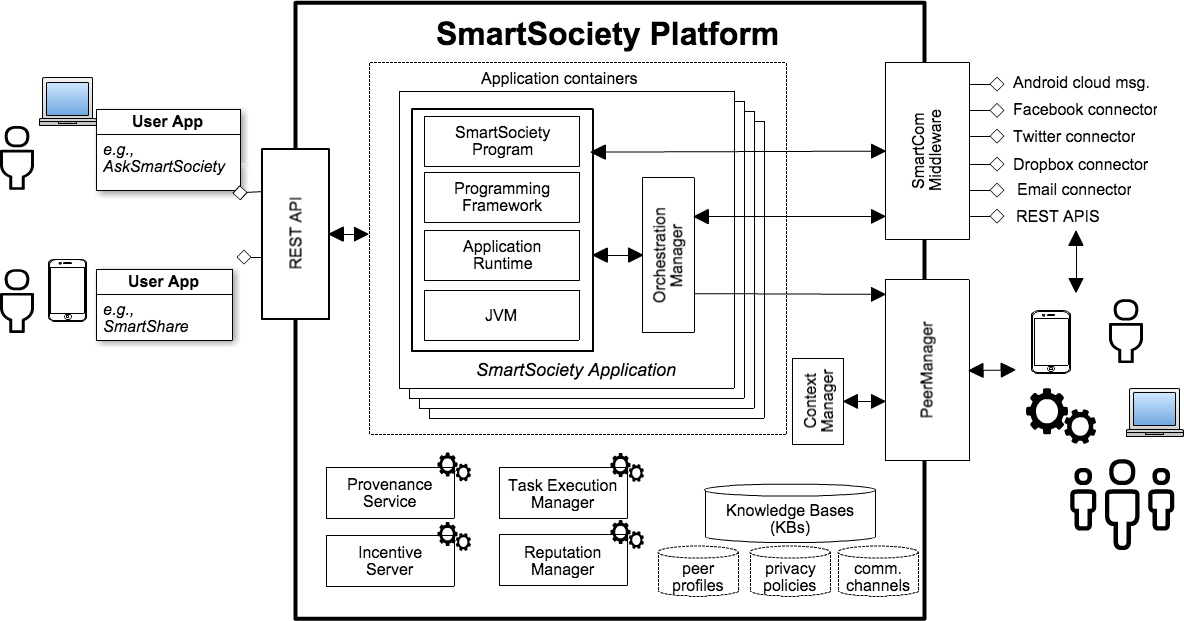 SmartSociety Platform
Application containers
User App
e.g.,
AskSmartSociety
User App
e.g.,
SmartShare
REST API
SmartSociety
Program
Programming
Framework
Application
Runtime
JVM
SmartSociety Application
Orchestration
Manager
SmartCom
Middleware
Android cloud msg.
Facebook connector
Twitter connector
Dropbox connector
Email connector
REST APIS
PeerManager
Context
Manager
Provenance
Service
Task Execution
Manager
Incentive
Server
Reputation
Manager
Knowledge Bases
(KBs)
peer
profiles
privacy
policies
comm.
channels